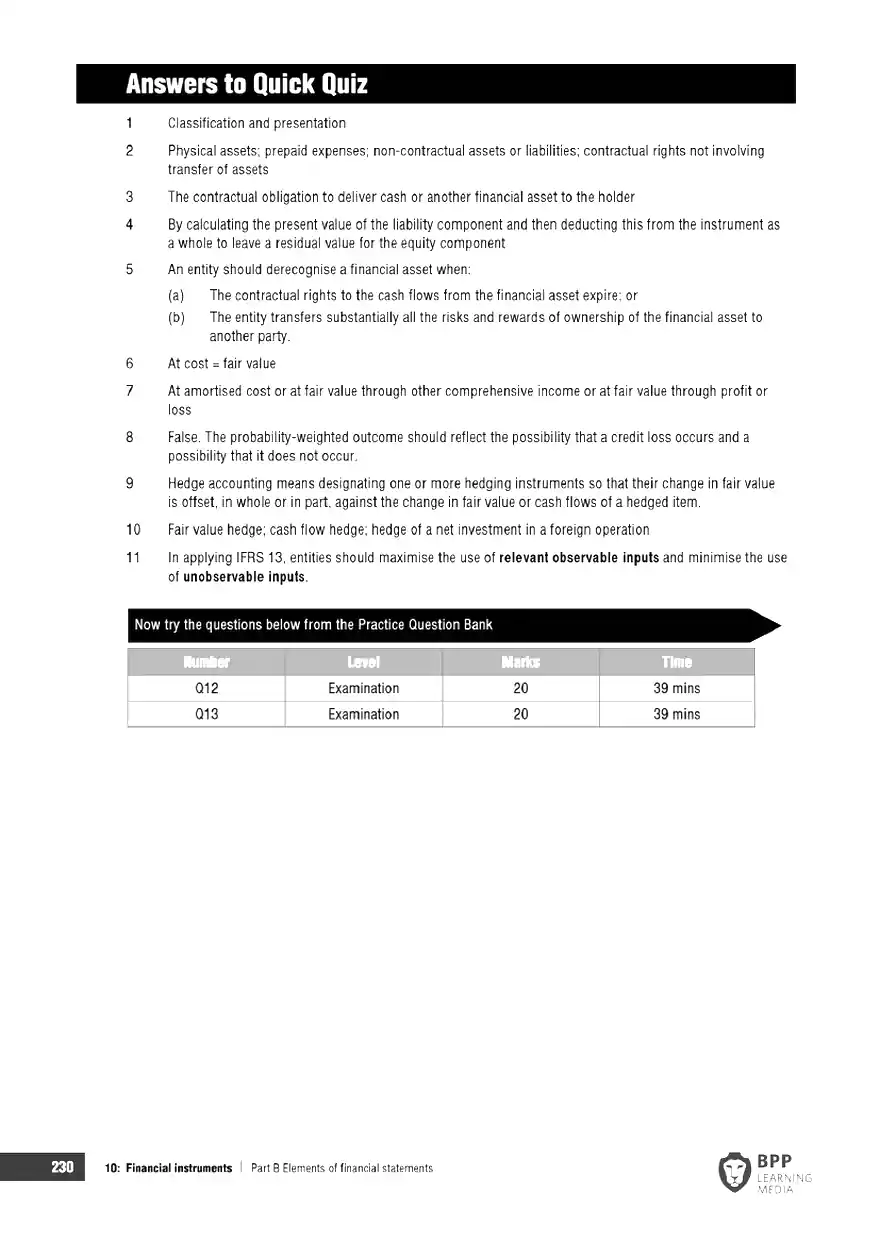 Answers to Quick Quiz
1 Classification and presentation
2 Physical assets; prepaid expenses; non-contractual assets or liabilities; contractual rights not involving
transfer of assets
3 The contractual obligation to deliver cash or another financial asset to the holder
4 By calculating the present value of the liability component and then deducting this from the instrument as
a whole to leave a residual value for the equity component
5 An entity should derecognise a financial asset when:
(a) The contractual rights to the cash flows from the financial asset expire; or
(b) The entity transfers substantially all the risks and rewards of ownership of the financial asset to
another party.
6 At cost = fair value
7 At amortised cost or at fair value through other comprehensive income or at fair value through profit or
loss
8 False. The probability-weighted outcome should reflect the possibility that a credit loss occurs and a
possibility that it does not occur.
9 Hedge accounting means designating one or more hedging instruments so that their change in fair value
is offset, in whole or in part, against the change in fair value or cash flows of a hedged item.
10 Fair value hedge; cash flow hedge; hedge of a net investment in a foreign operation
11 In applying IFRS 13, entities should maximise the use of relevant observable inputs and minimise the use
of unobservable inputs.
Now try the questions below from the Practice Question Bank
Number Level Marks Time
Q12 Examination 20 39 mins
Q13 Examination 20 39 mins
230 10: Financial instruments | Part B Elements of financial statements
BPP
LEARNING
MEDIA